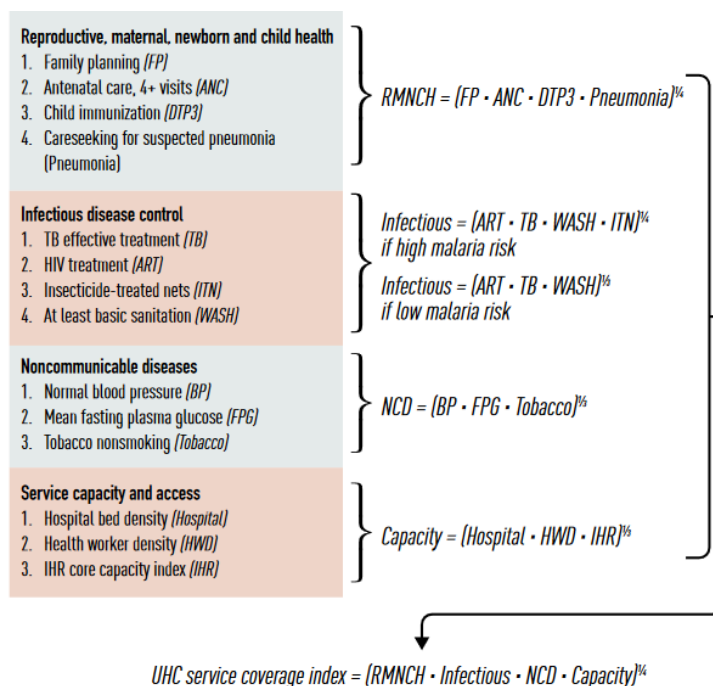 Reproductive, maternal, newborn and child health
1. Family planning (FP)
2. Antenatal care, 4+ visits (ANC)
3. Child immunization (DTP3)
4. Careseeking for suspected pneumonia
(Pneumonia)
RMNCH = (FP • ANC • DTP3 • Pneumonia)¼
Infectious disease control
1. TB effective treatment (TB)
2. HIV treatment (ART)
3. Insecticide-treated nets (ITN)
4. At least basic sanitation (WASH)
Infectious = (ART • TB • WASH • ITN)¼
if high malaria risk
Infectious = (ART • TB • WASH)⅓
if low malaria risk
Noncommunicable diseases
1. Normal blood pressure (BP)
2. Mean fasting plasma glucose (FPG)
3. Tobacco nonsmoking (Tobacco)
NCD = (BP • FPG • Tobacco)⅓
Service capacity and access
1. Hospital bed density (Hospital)
2. Health worker density (HWD)
3. IHR core capacity index (IHR)
Capacity = (Hospital • HWD • IHR)⅓
UHC service coverage index = (RMNCH • Infectious • NCD • Capacity)¼